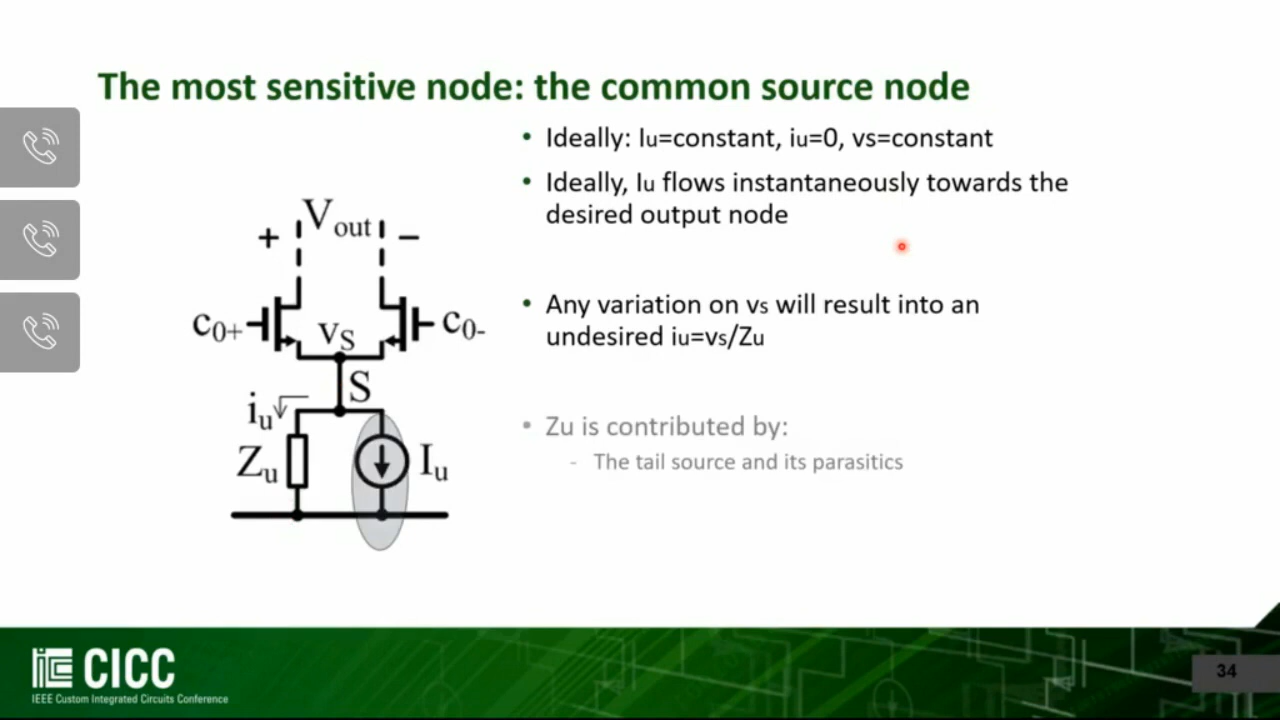 The most sensitive node: the common source node
• Ideally: Iu=constant, iu=0, vs=constant
• Ideally, Iu flows instantaneously towards the
desired output node
• Any variation on vs will result into an
undesired iu=vs/Zu
• Zu is contributed by:
- The tail source and its parasitics
+ Vout −
c0+ vS c0-
S
iu
Zu Iu
CICC
IEEE Custom Integrated Circuits Conference
34